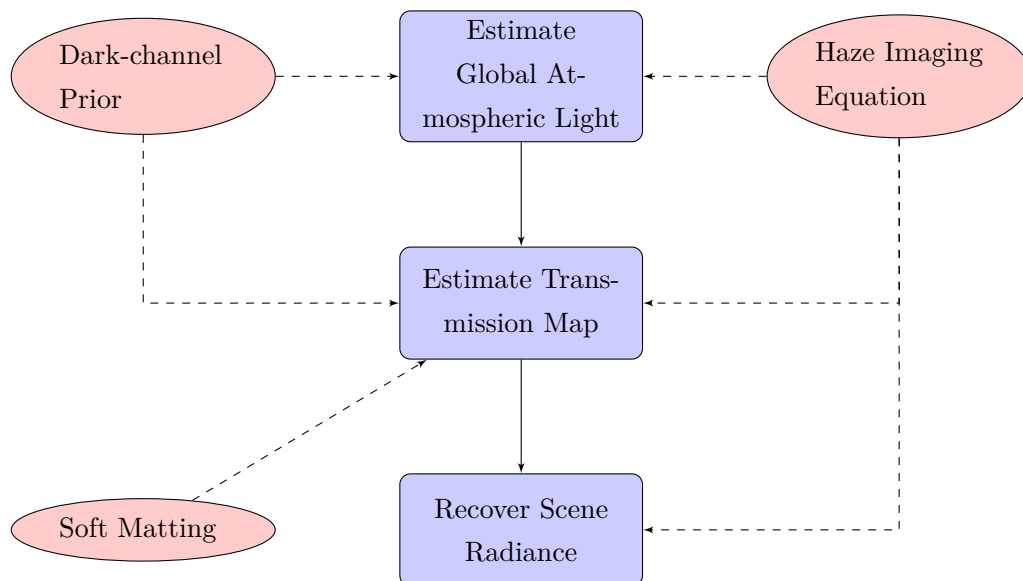 Dark-channel
Prior
Estimate
Global At-
mospheric Light
Haze Imaging
Equation
Estimate Trans-
mission Map
Soft Matting
Recover Scene
Radiance